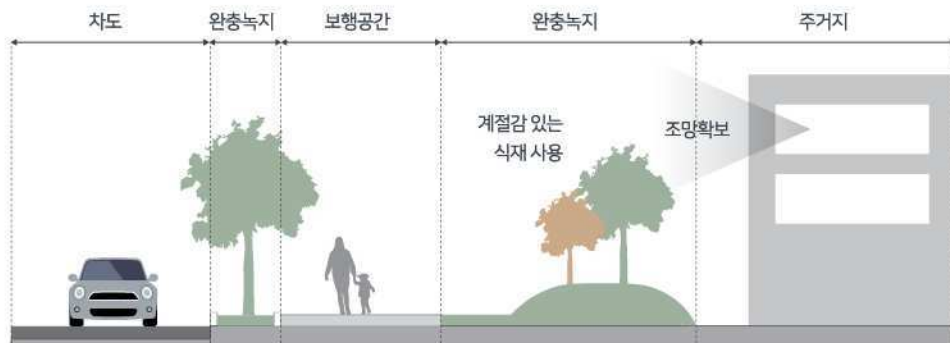 차도
완충녹지
보행공간
완충녹지
주거지
계절감 있는
식재 사용
조망확보